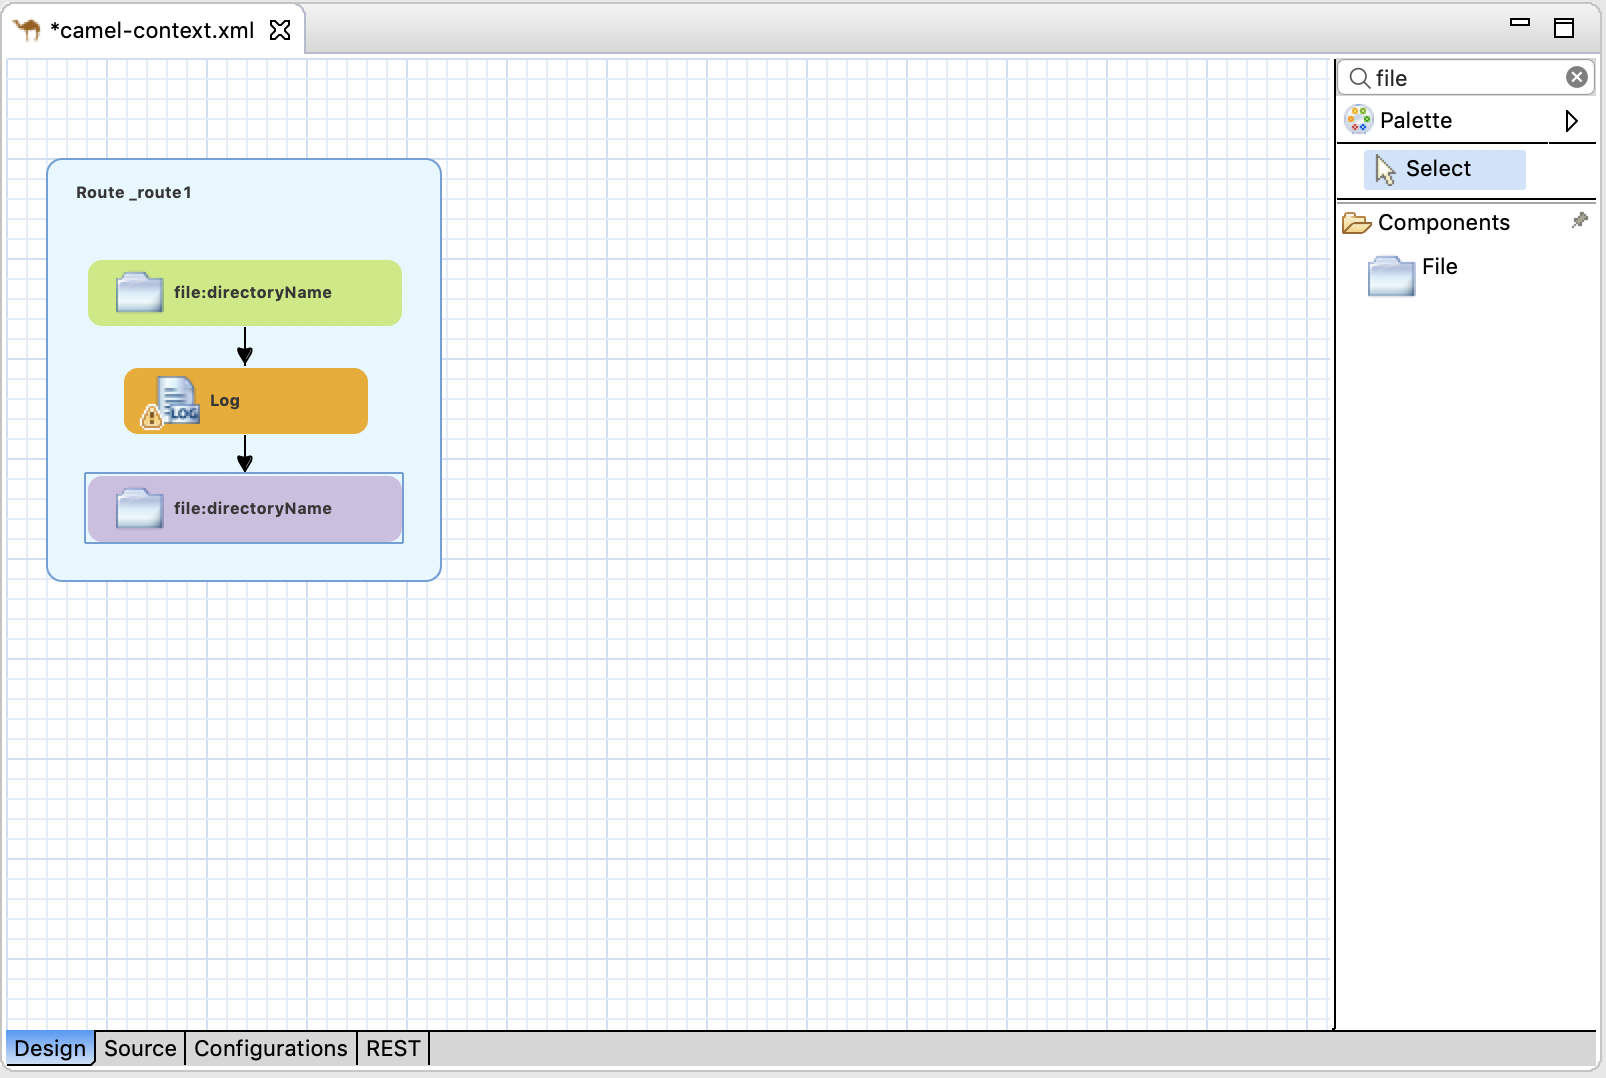 *camel-context.xml
file
Palette
Select
Components
File
Route _route1
file:directoryName
LOG
Log
file:directoryName
Design
Source
Configurations
REST